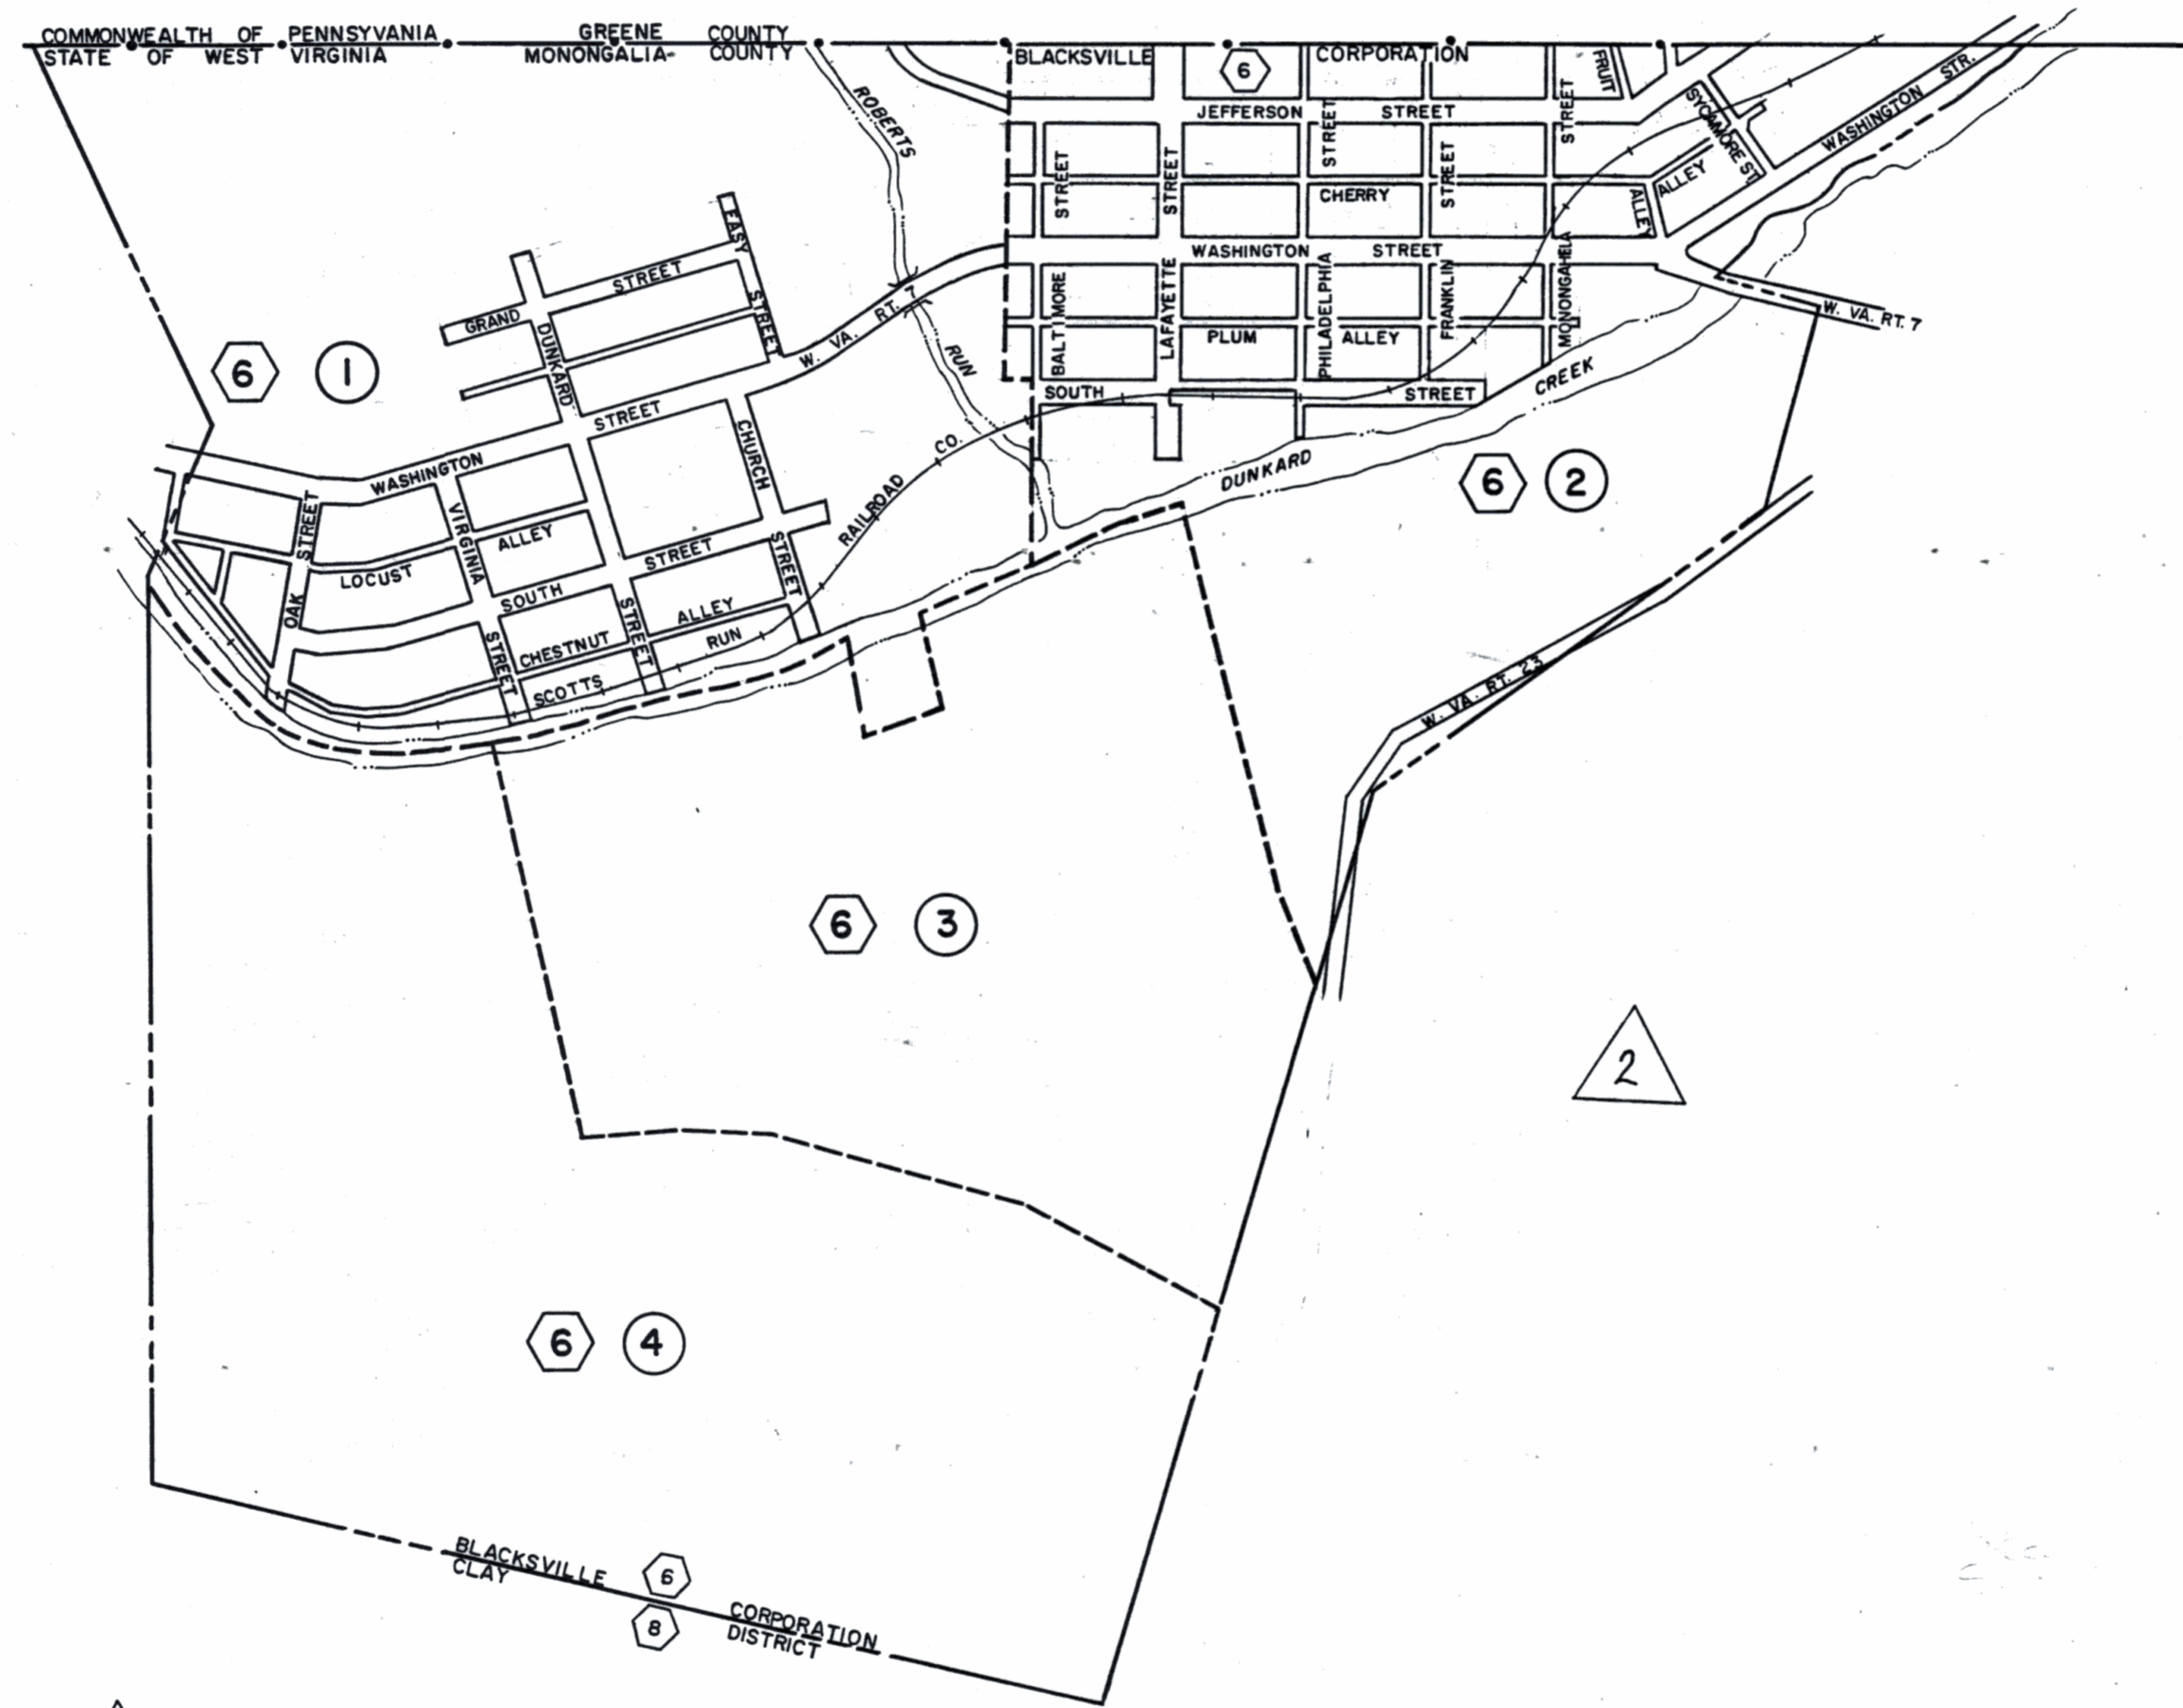 COMMONWEALTH OF PENNSYLVANIA GREENE COUNTY
STATE OF WEST VIRGINIA MONONGALIA COUNTY
BLACKSVILLE 6 CORPORATION
FRUIT
STREET
JEFFERSON STREET
STREET
WASHINGTON STR.
SYCAMORE ST.
ROBERTS
RUN
STREET
STREET
STREET
CHERRY
ALLEY
ALLEY
WASHINGTON STREET
EASY
STREET
GRAND STREET
DUNKARD
W. VA. RT. 7
BALTIMORE
LAFAYETTE
PHILADELPHIA
FRANKLIN
MONONGAHELA
W. VA. RT. 7
PLUM ALLEY
6 1
SOUTH STREET
DUNKARD CREEK
WASHINGTON STREET
CHURCH
STREET
RAILROAD CO.
6 2
VIRGINIA
STREET
OAK
STREET
ALLEY
LOCUST
SOUTH STREET
STREET
CHESTNUT ALLEY
SCOTTS RUN
W. VA. RT. 23
6 3
2
6 4
BLACKSVILLE 6 CORPORATION
CLAY 8 DISTRICT